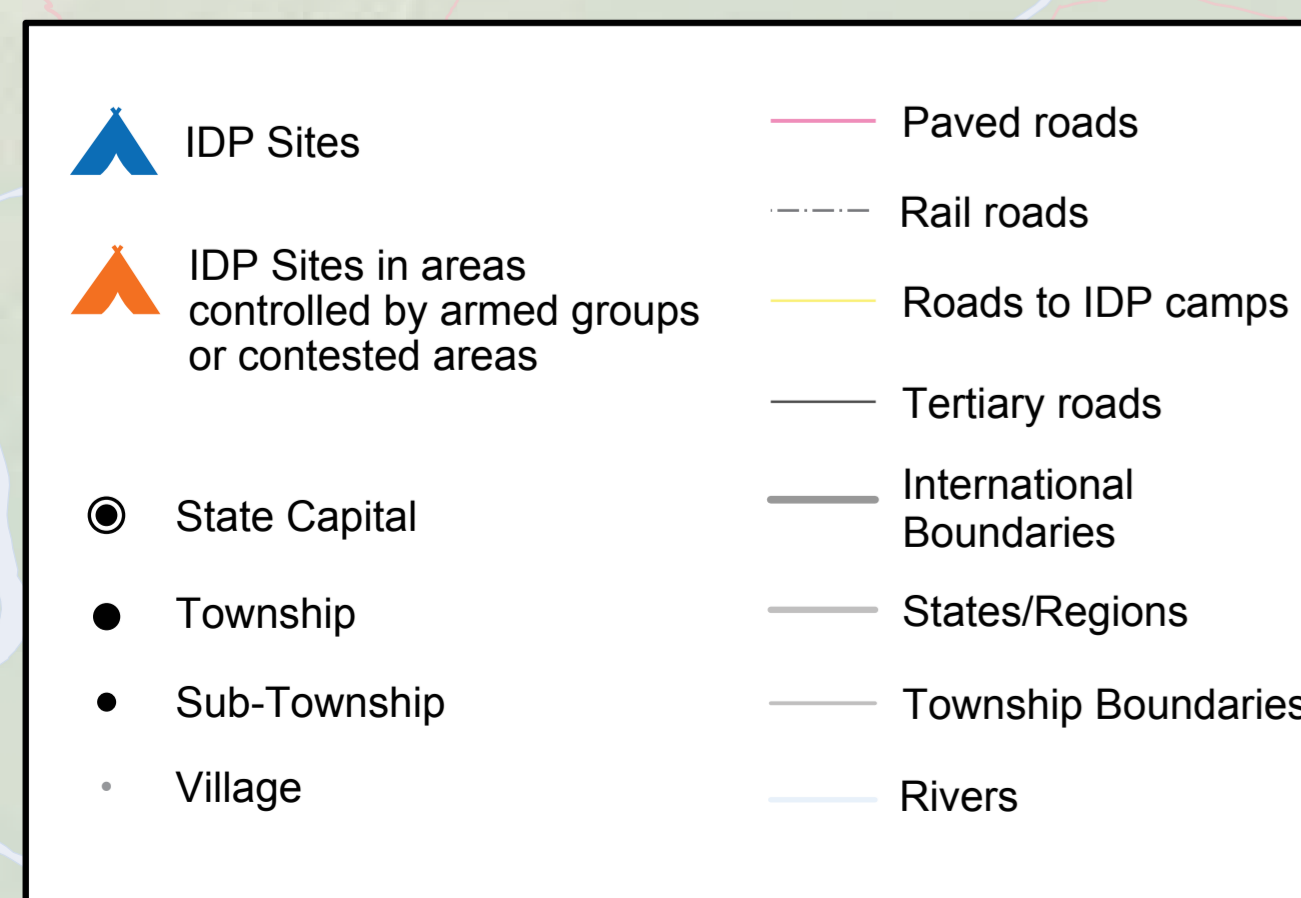 IDP Sites
IDP Sites in areas
controlled by armed groups
or contested areas
State Capital
Township
Sub-Township
Village
Paved roads
Rail roads
Roads to IDP camps
Tertiary roads
International
Boundaries
States/Regions
Township Boundaries
Rivers